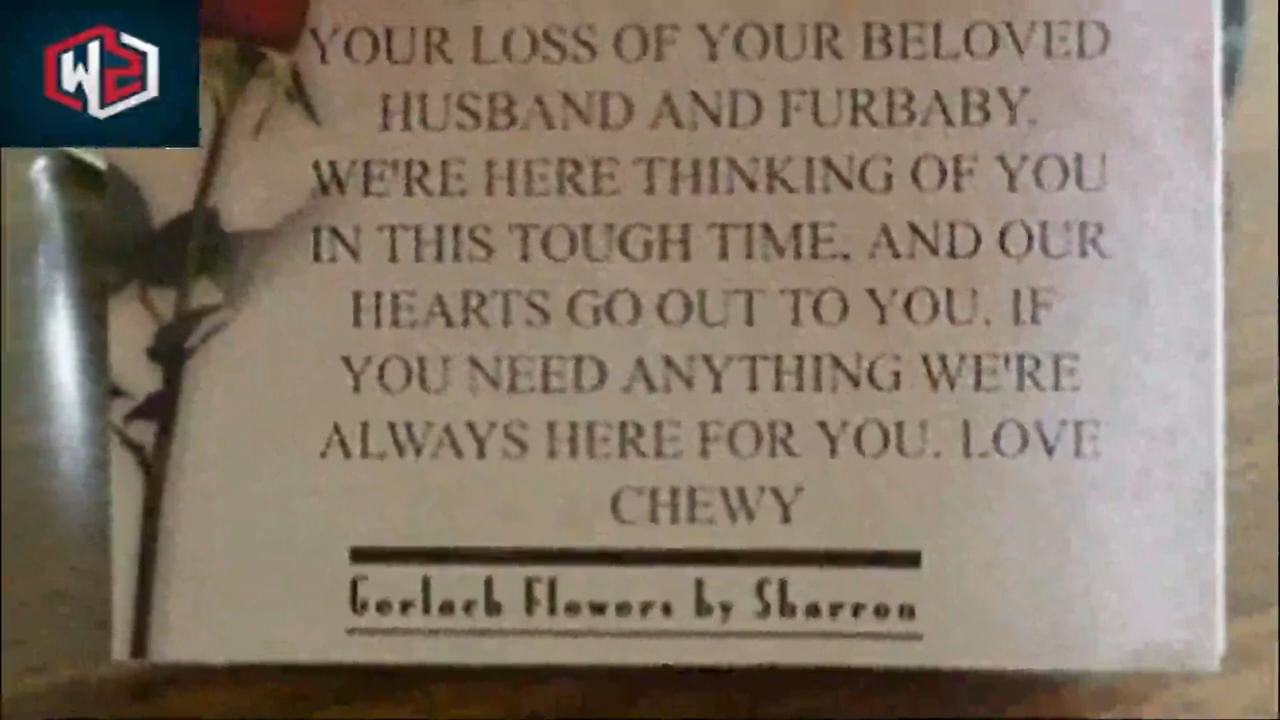 WS
YOUR LOSS OF YOUR BELOVED
HUSBAND AND FURBABY.
WE'RE HERE THINKING OF YOU
IN THIS TOUGH TIME. AND OUR
HEARTS GO OUT TO YOU. IF
YOU NEED ANYTHING WE'RE
ALWAYS HERE FOR YOU. LOVE
CHEWY
Gerlach Flowers by Sharron